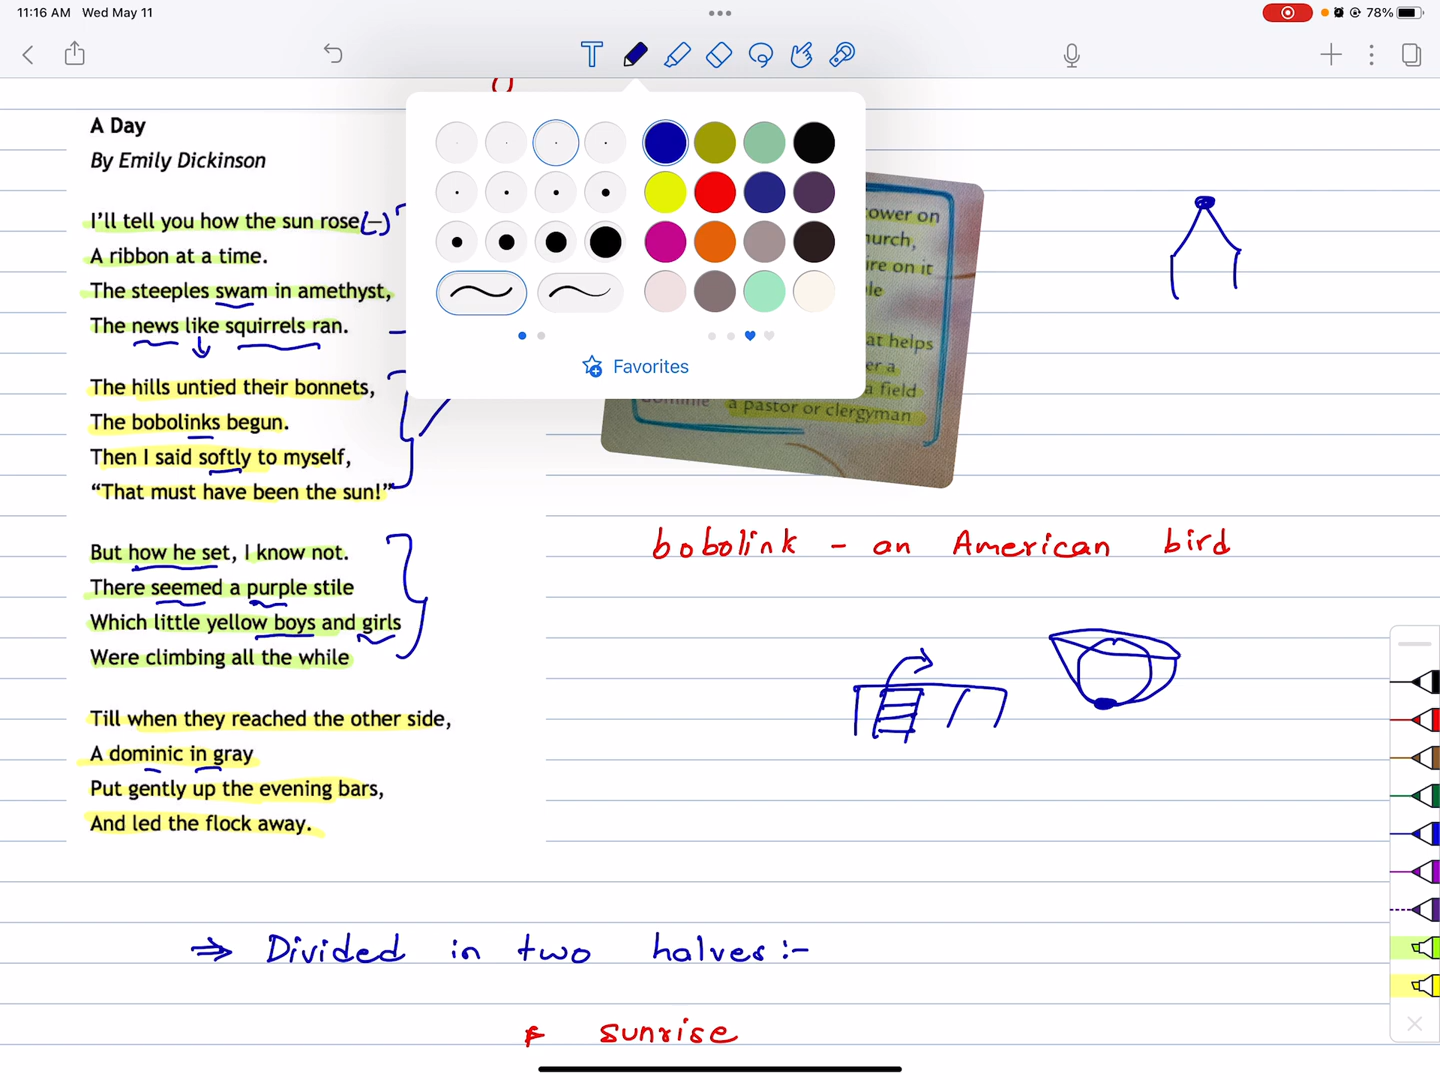 11:16 AM Wed May 11
78%
A Day
By Emily Dickinson
I'll tell you how the sun rose(-)
A ribbon at a time.
The steeples swam in amethyst,
The news like squirrels ran.
The hills untied their bonnets,
The bobolinks begun.
Then I said softly to myself,
“That must have been the sun!”
But how he set, I know not.
There seemed a purple stile
Which little yellow boys and girls
Were climbing all the while
Till when they reached the other side,
A dominic in gray
Put gently up the evening bars,
And led the flock away.
Favorites
ower on
urch,
ire on it
le
at helps
er a
a field
dominie a pastor or clergyman
bobolink - an American bird
⇒ Divided in two halves :-
sunrise